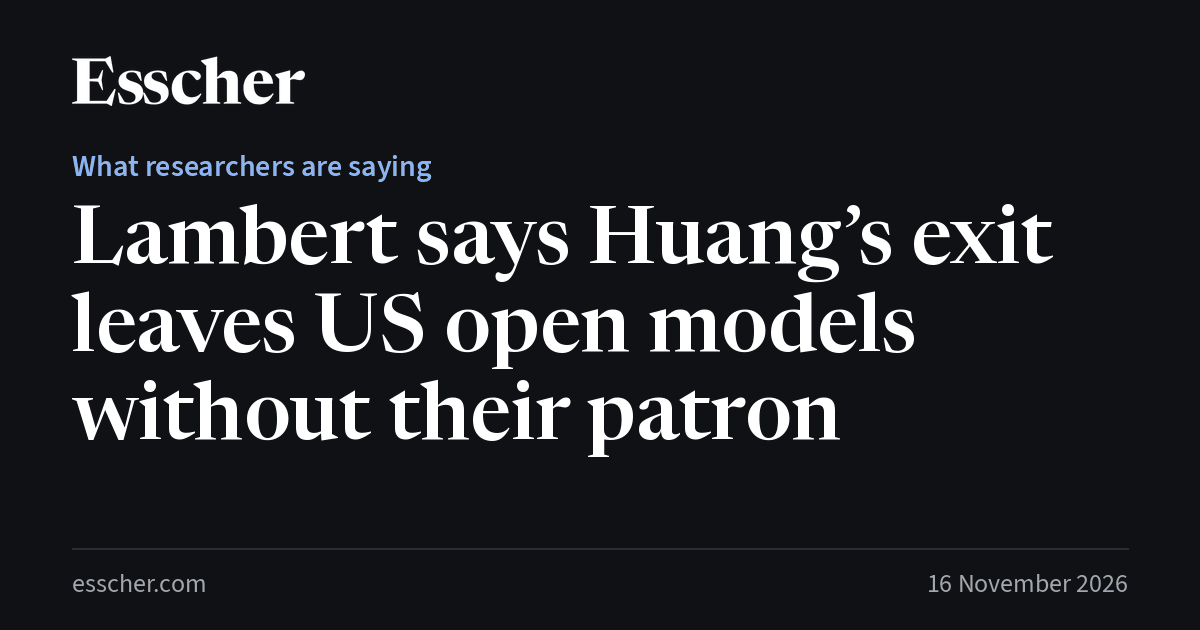 Esscher
What researchers are saying
Lambert says Huang’s exit
leaves US open models
without their patron
esscher.com
16 November 2026